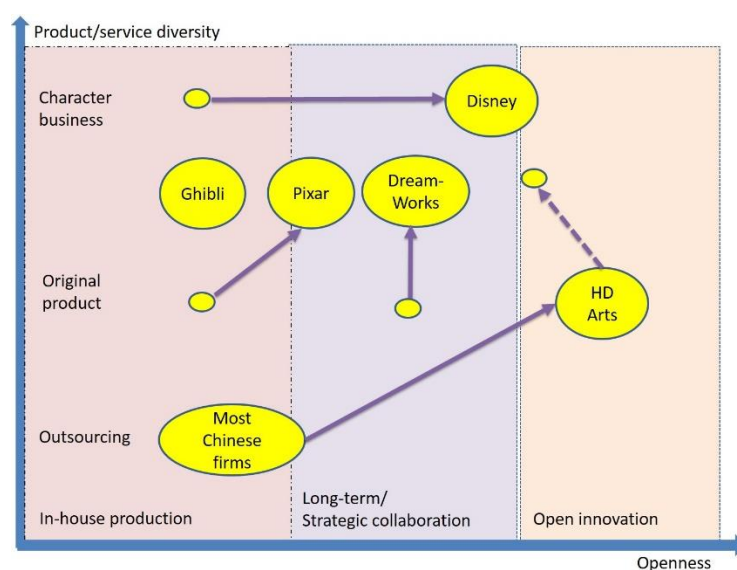 Product/service diversity
Character
business
Disney
Ghibli
Pixar
Dream-
Works
Original
product
HD
Arts
Outsourcing
Most
Chinese
firms
In-house production
Long-term/
Strategic collaboration
Open innovation
Openness